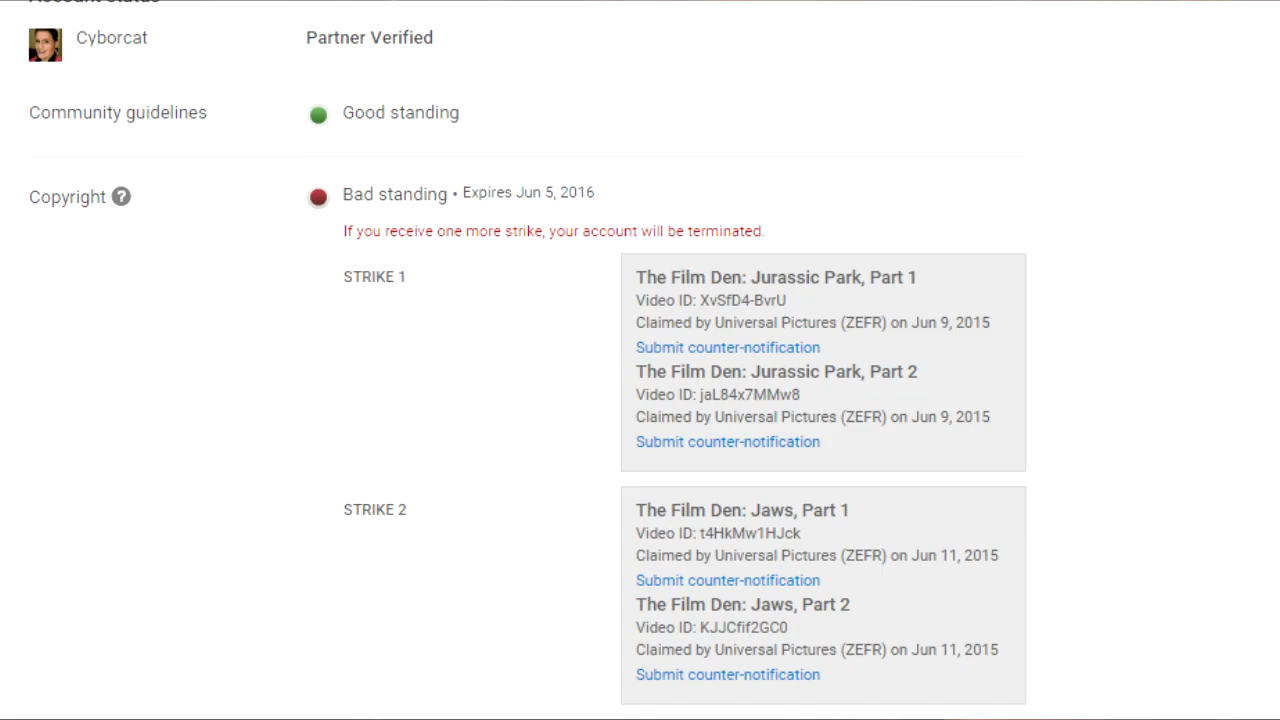 Account Status
Cyborcat
Partner Verified
Community guidelines
Good standing
Copyright ?
Bad standing • Expires Jun 5, 2016
If you receive one more strike, your account will be terminated.
STRIKE 1
The Film Den: Jurassic Park, Part 1
Video ID: XvSfD4-BvrU
Claimed by Universal Pictures (ZEFR) on Jun 9, 2015
Submit counter-notification
The Film Den: Jurassic Park, Part 2
Video ID: jaL84x7MMw8
Claimed by Universal Pictures (ZEFR) on Jun 9, 2015
Submit counter-notification
STRIKE 2
The Film Den: Jaws, Part 1
Video ID: t4HkMw1HJck
Claimed by Universal Pictures (ZEFR) on Jun 11, 2015
Submit counter-notification
The Film Den: Jaws, Part 2
Video ID: KJJCfif2GC0
Claimed by Universal Pictures (ZEFR) on Jun 11, 2015
Submit counter-notification